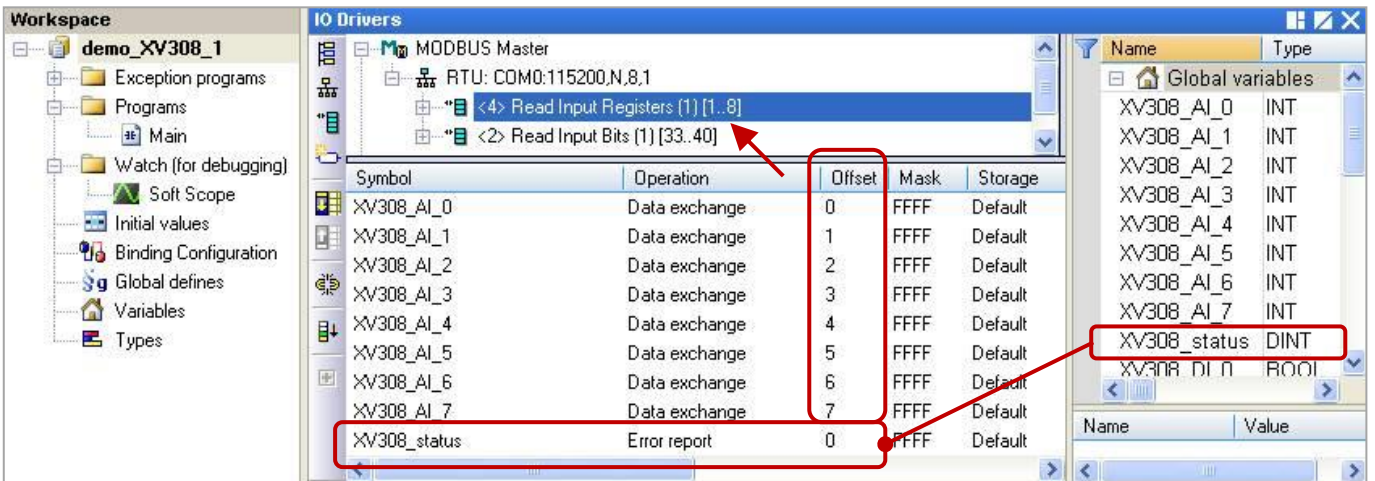 Workspace
demo_XV308_1
Exception programs
Programs
Main
Watch (for debugging)
Soft Scope
Initial values
Binding Configuration
Global defines
Variables
Types
IO Drivers
MODBUS Master
RTU: COM0:115200,N,8,1
<4> Read Input Registers (1) [1..8]
<2> Read Input Bits (1) [33..40]
Symbol Operation Offset Mask Storage
XV308_AI_0 Data exchange 0 FFFF Default
XV308_AI_1 Data exchange 1 FFFF Default
XV308_AI_2 Data exchange 2 FFFF Default
XV308_AI_3 Data exchange 3 FFFF Default
XV308_AI_4 Data exchange 4 FFFF Default
XV308_AI_5 Data exchange 5 FFFF Default
XV308_AI_6 Data exchange 6 FFFF Default
XV308_AI_7 Data exchange 7 FFFF Default
XV308_status Error report 0 FFFF Default
Name Type
Global variables
XV308_AI_0 INT
XV308_AI_1 INT
XV308_AI_2 INT
XV308_AI_3 INT
XV308_AI_4 INT
XV308_AI_5 INT
XV308_AI_6 INT
XV308_AI_7 INT
XV308_status DINT
XV308_DI_0 BOOL
Name Value